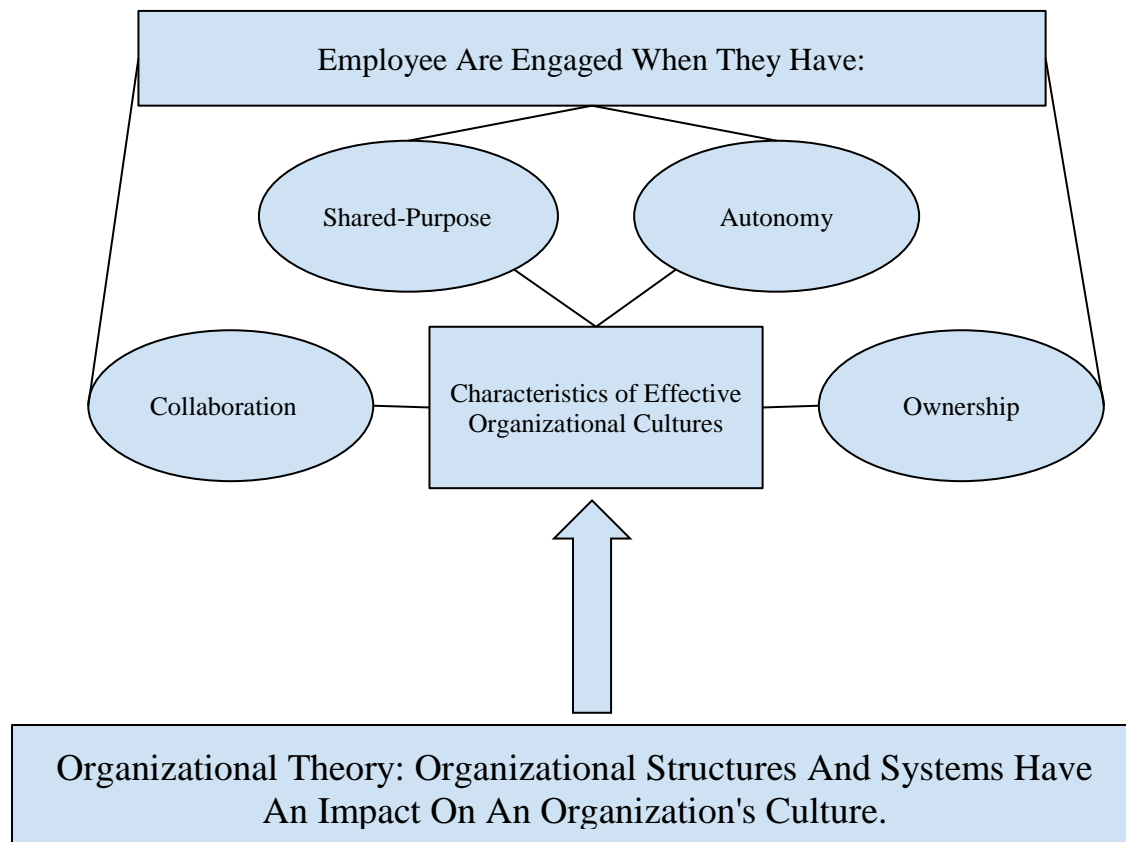 Employee Are Engaged When They Have:
Shared-Purpose
Autonomy
Collaboration
Characteristics of Effective
Organizational Cultures
Ownership
Organizational Theory: Organizational Structures And Systems Have
An Impact On An Organization's Culture.